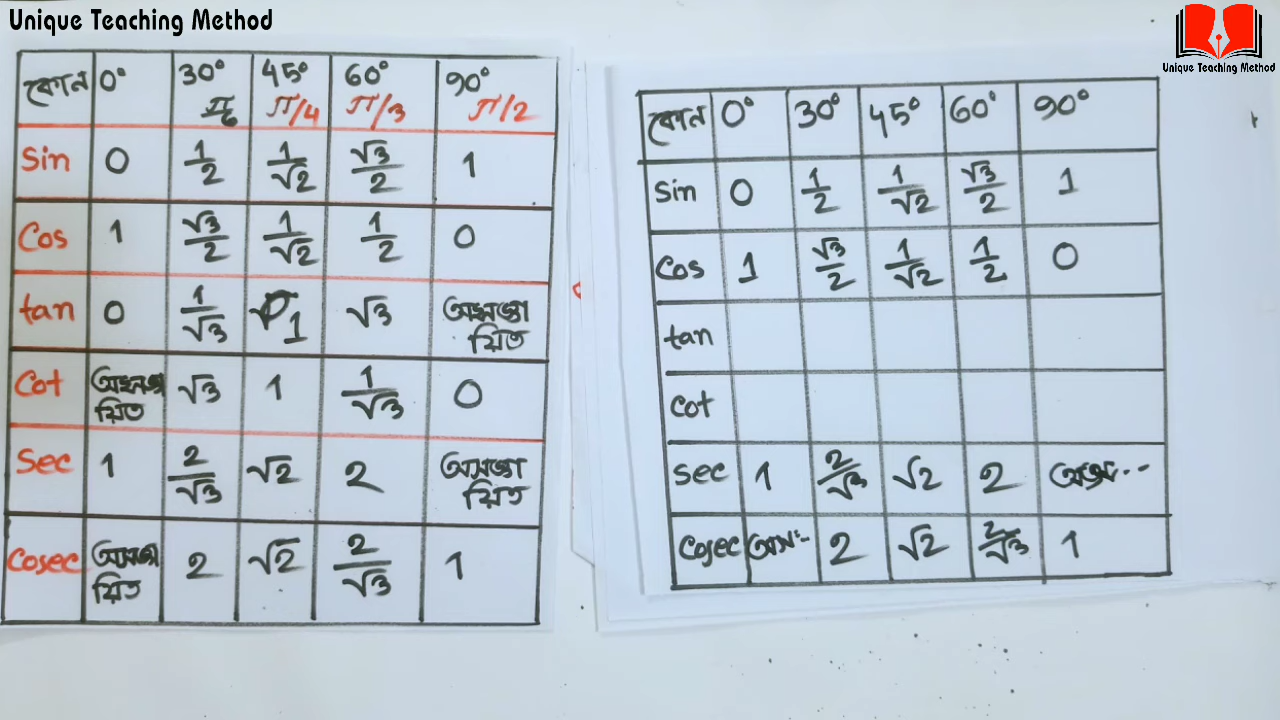 Unique Teaching Method
Unique Teaching Method
কোন 0° 30° 45° 60° 90°
π/6 π/4 π/3 π/2
Sin 0 1/2 1/√2 √3/2 1
Cos 1 √3/2 1/√2 1/2 0
tan 0 1/√3 1 √3 অসজ্ঞায়িত
Cot অসজ্ঞায়িত √3 1 1/√3 0
Sec 1 2/√3 √2 2 অসজ্ঞায়িত
Cosec অসজ্ঞায়িত 2 √2 2/√3 1
কোন 0° 30° 45° 60° 90°
Sin 0 1/2 1/√2 √3/2 1
Cos 1 √3/2 1/√2 1/2 0
tan
Cot
Sec 1 2/√3 √2 2
Cosec অস... 2 √2 2/√3 1